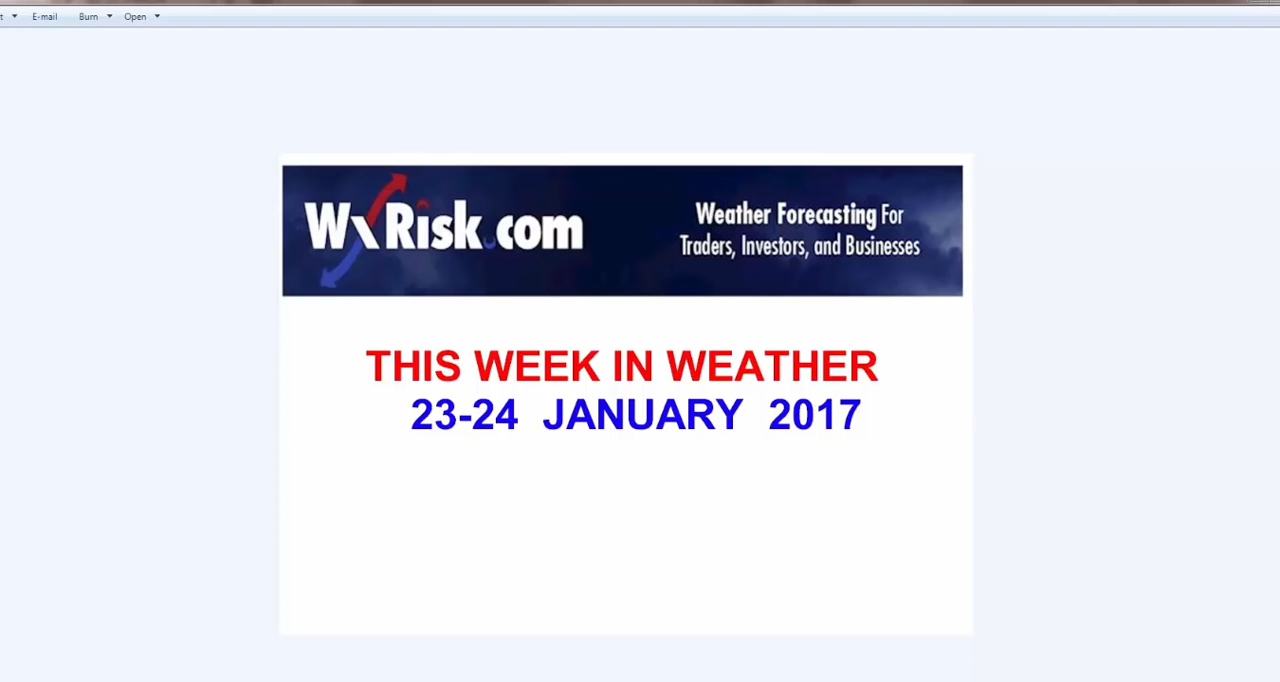 E-mail Burn Open
WxRisk.com
Weather Forecasting For
Traders, Investors, and Businesses
THIS WEEK IN WEATHER
23-24 JANUARY 2017